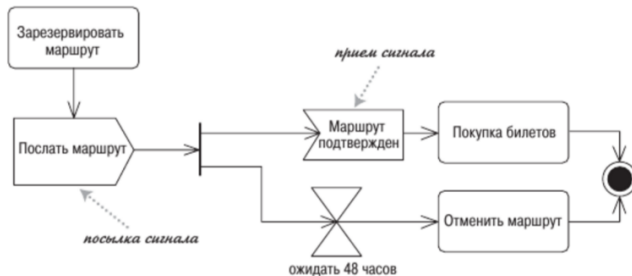 Зарезервировать
маршрут
прием сигнала
Послать маршрут
Маршрут
подтвержден
Покупка билетов
посылка сигнала
Отменить маршрут
ожидать 48 часов